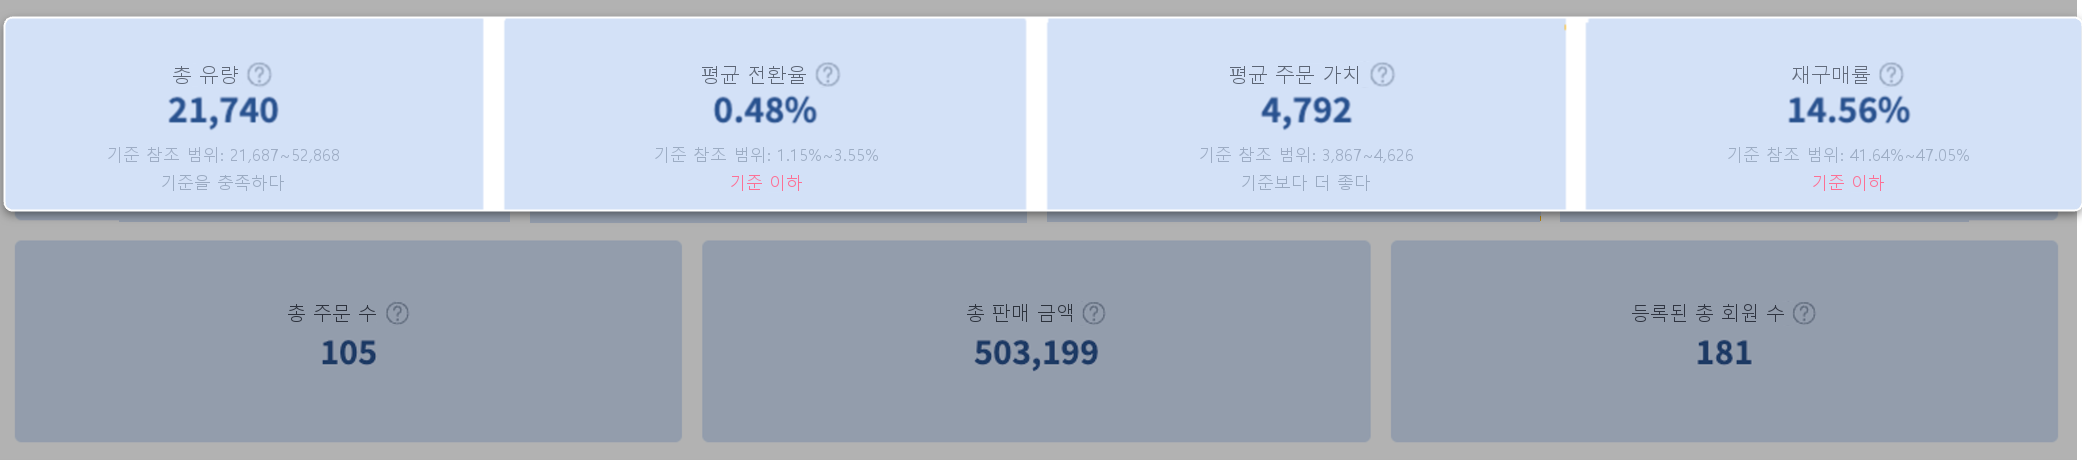 총 유량 ?
21,740
기준 참조 범위: 21,687~52,868
기준을 충족하다
평균 전환율 ?
0.48%
기준 참조 범위: 1.15%~3.55%
기준 이하
평균 주문 가치 ?
4,792
기준 참조 범위: 3,867~4,626
기준보다 더 좋다
재구매률 ?
14.56%
기준 참조 범위: 41.64%~47.05%
기준 이하
총 주문 수 ?
105
총 판매 금액 ?
503,199
등록된 총 회원 수 ?
181